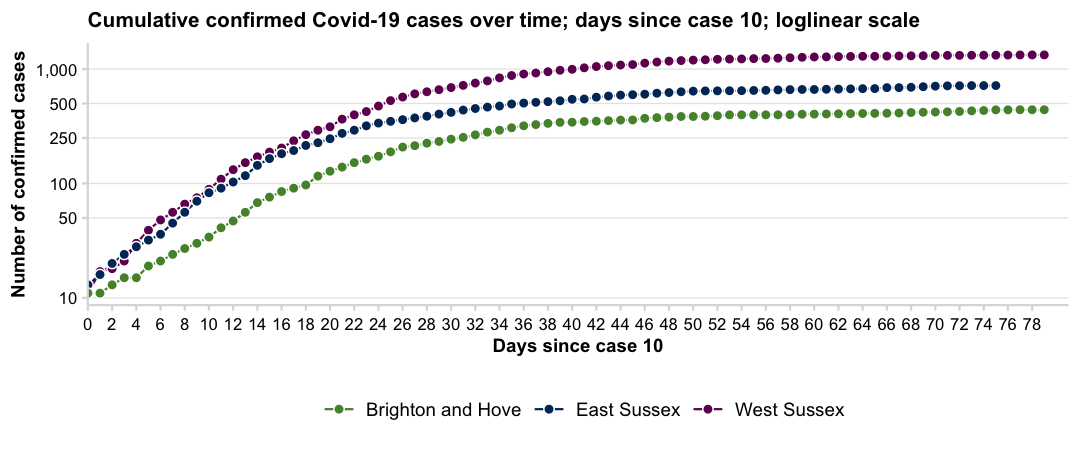 Cumulative confirmed Covid-19 cases over time; days since case 10; loglinear scale
Number of confirmed cases
1,000
500
250
100
50
10
0 2 4 6 8 10 12 14 16 18 20 22 24 26 28 30 32 34 36 38 40 42 44 46 48 50 52 54 56 58 60 62 64 66 68 70 72 74 76 78
Days since case 10
Brighton and Hove East Sussex West Sussex